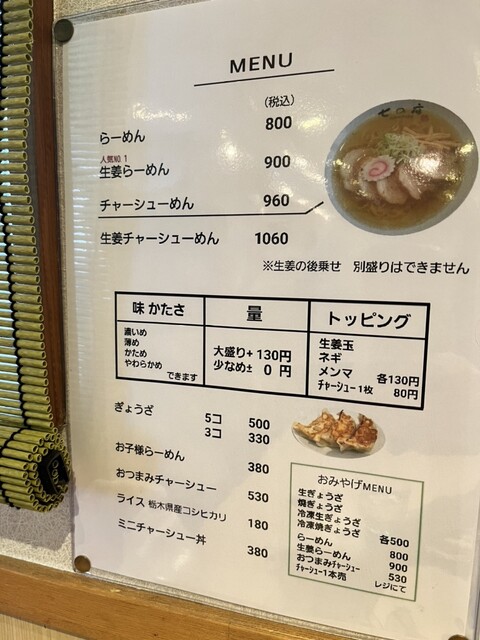 MENU
(税込)
らーめん 800
人気NO 1
生姜らーめん 900
チャーシューめん 960
生姜チャーシューめん 1060
※生姜の後乗せ 別盛りはできません
味 かたさ
濃いめ
薄め
かため
やわらかめ
できます
量
大盛り+ 130円
少なめ± 0 円
トッピング
生姜玉
ネギ
メンマ 各130円
ﾁｬｰｼｭｰ1枚 80円
ぎょうざ 5コ 500
3コ 330
お子様らーめん 380
おつまみチャーシュー 530
ライス 栃木県産コシヒカリ 180
ミニチャーシュー丼 380
おみやげMENU
生ぎょうざ
焼ぎょうざ
冷凍生ぎょうざ
冷凍焼ぎょうざ 各500
らーめん 800
生姜らーめん 900
おつまみﾁｬｰｼｭｰ 530
ﾁｬｰｼｭｰ1本売 レジにて